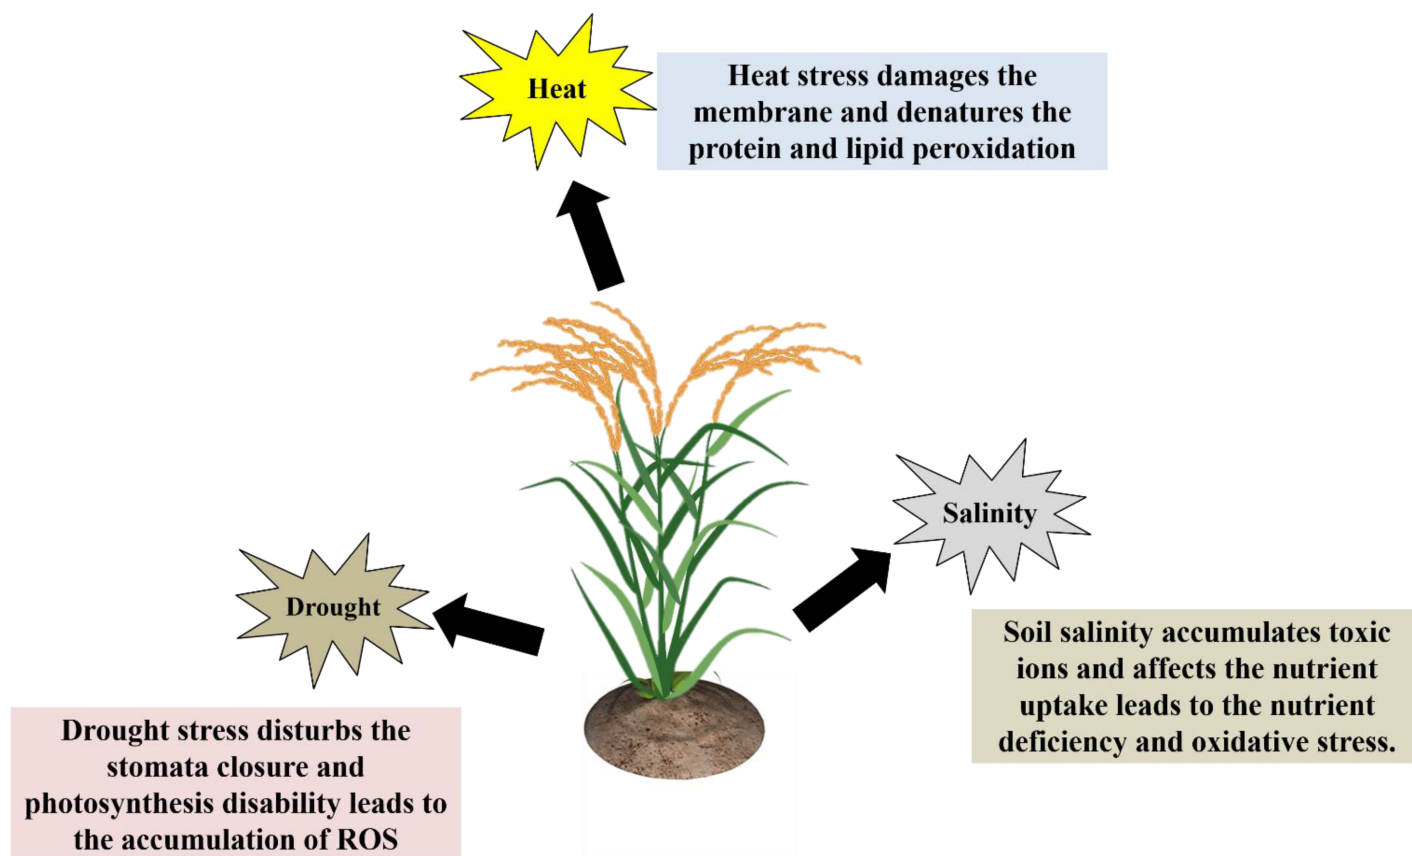 Heat
Heat stress damages the
membrane and denatures the
protein and lipid peroxidation
Salinity
Soil salinity accumulates toxic
ions and affects the nutrient
uptake leads to the nutrient
deficiency and oxidative stress.
Drought
Drought stress disturbs the
stomata closure and
photosynthesis disability leads to
the accumulation of ROS